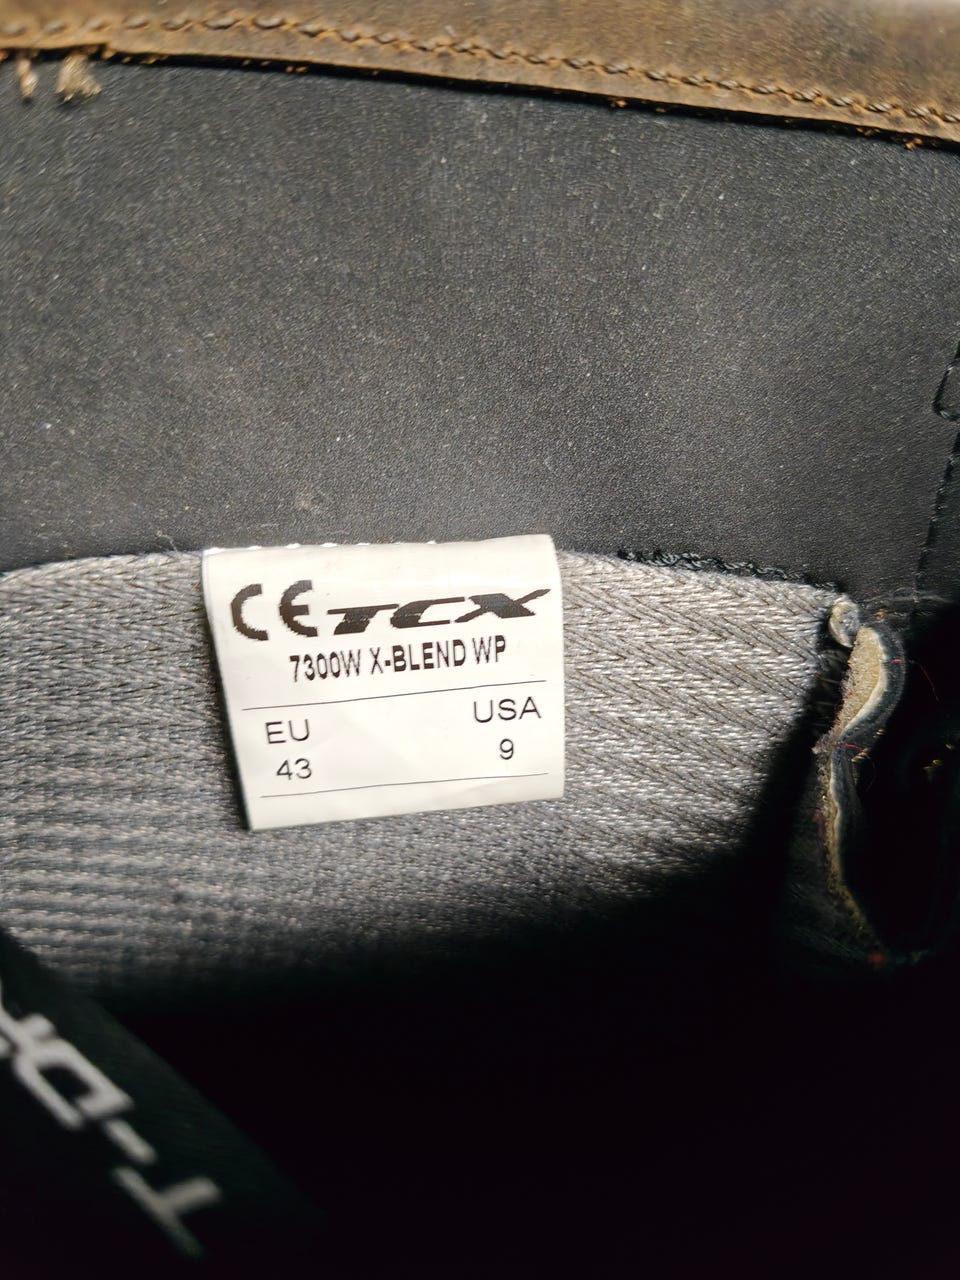 CE TCX
7300W X-BLEND WP
EU USA
43 9